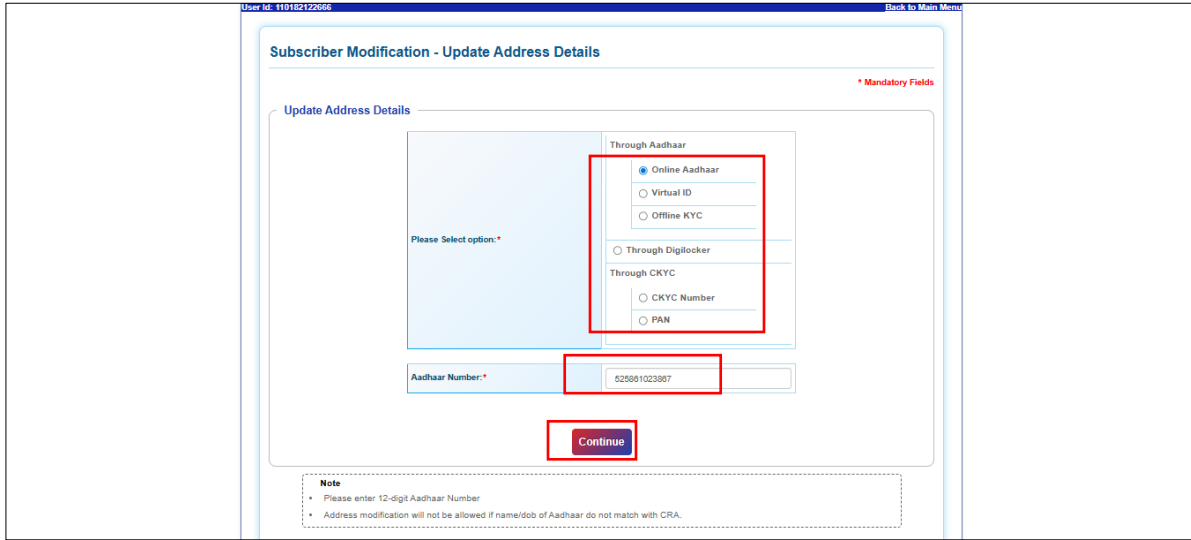 User Id: 110182122666 Back to Main Menu
Subscriber Modification - Update Address Details
* Mandatory Fields
Update Address Details
Through Aadhaar
Online Aadhaar
Virtual ID
Offline KYC
Please Select option:*
Through Digilocker
Through CKYC
CKYC Number
PAN
Aadhaar Number:* 525861023867
Continue
Note
• Please enter 12-digit Aadhaar Number
• Address modification will not be allowed if name/dob of Aadhaar do not match with CRA.